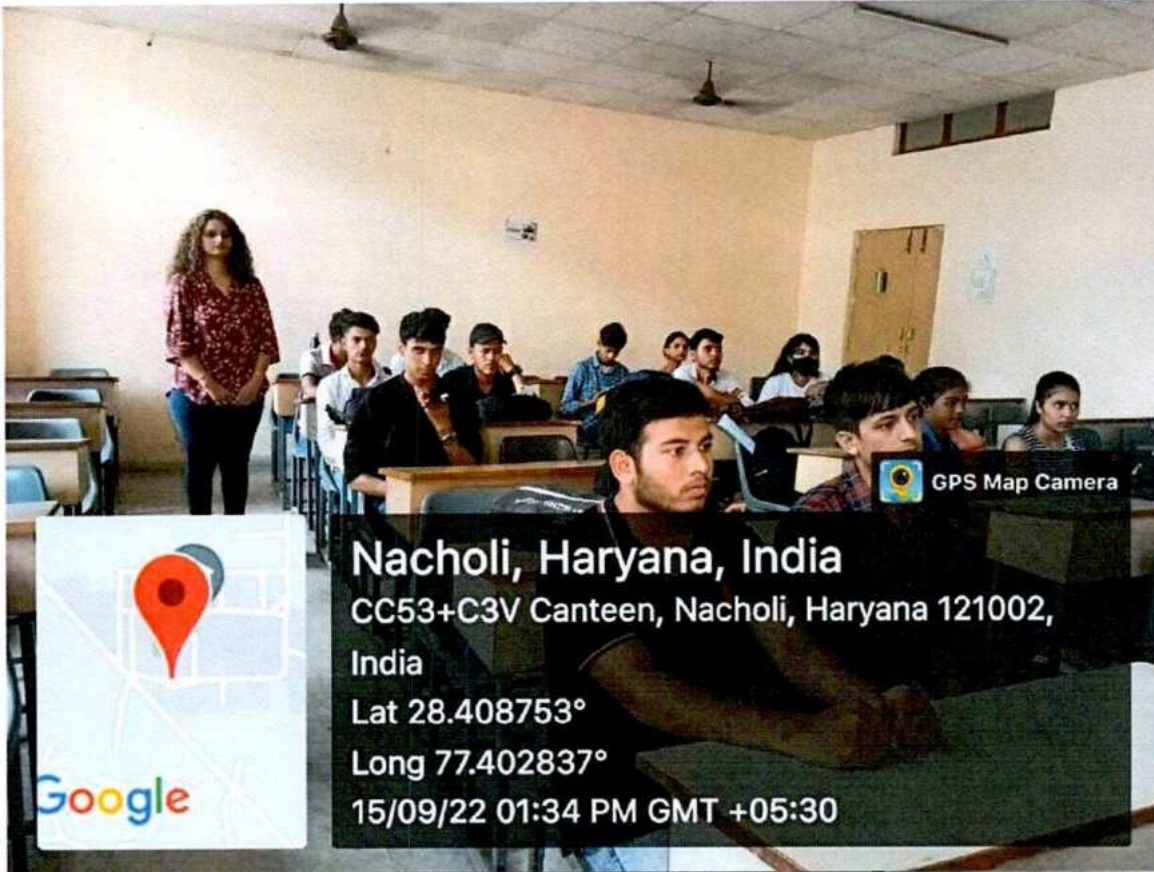 GPS Map Camera
Nacholi, Haryana, India
CC53+C3V Canteen, Nacholi, Haryana 121002,
India
Lat 28.408753°
Long 77.402837°
15/09/22 01:34 PM GMT +05:30
Google